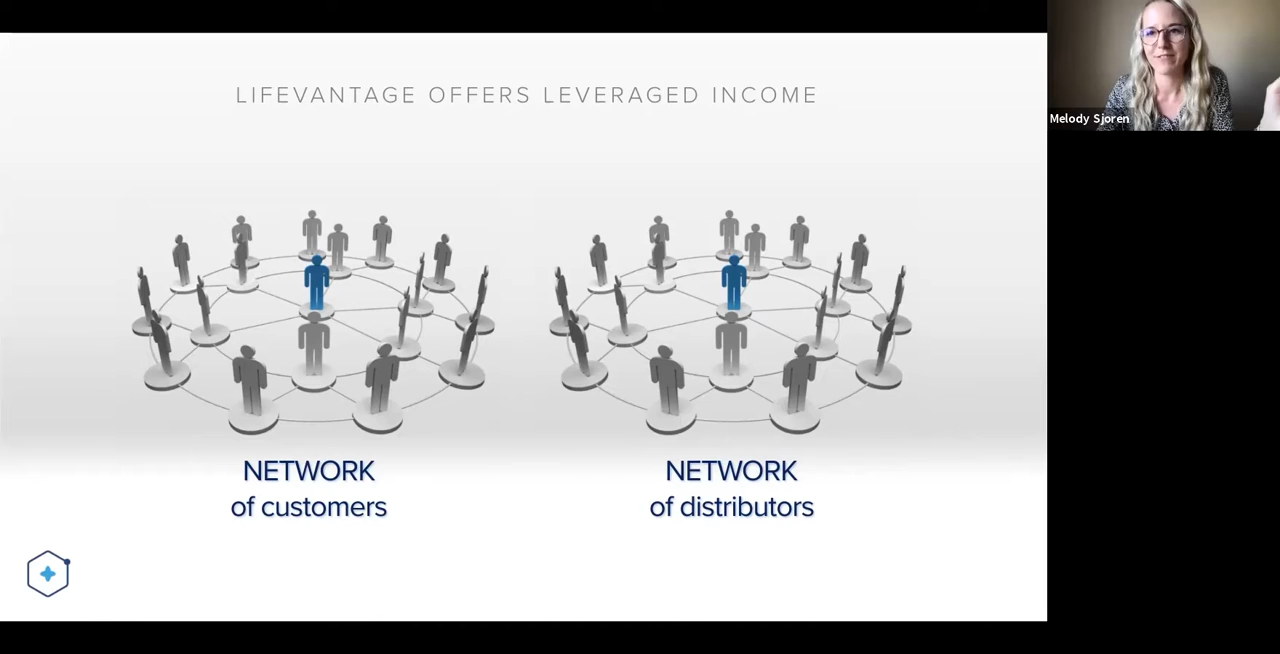 LIFEVANTAGE OFFERS LEVERAGED INCOME
Melody Sjoren
NETWORK
of customers
NETWORK
of distributors